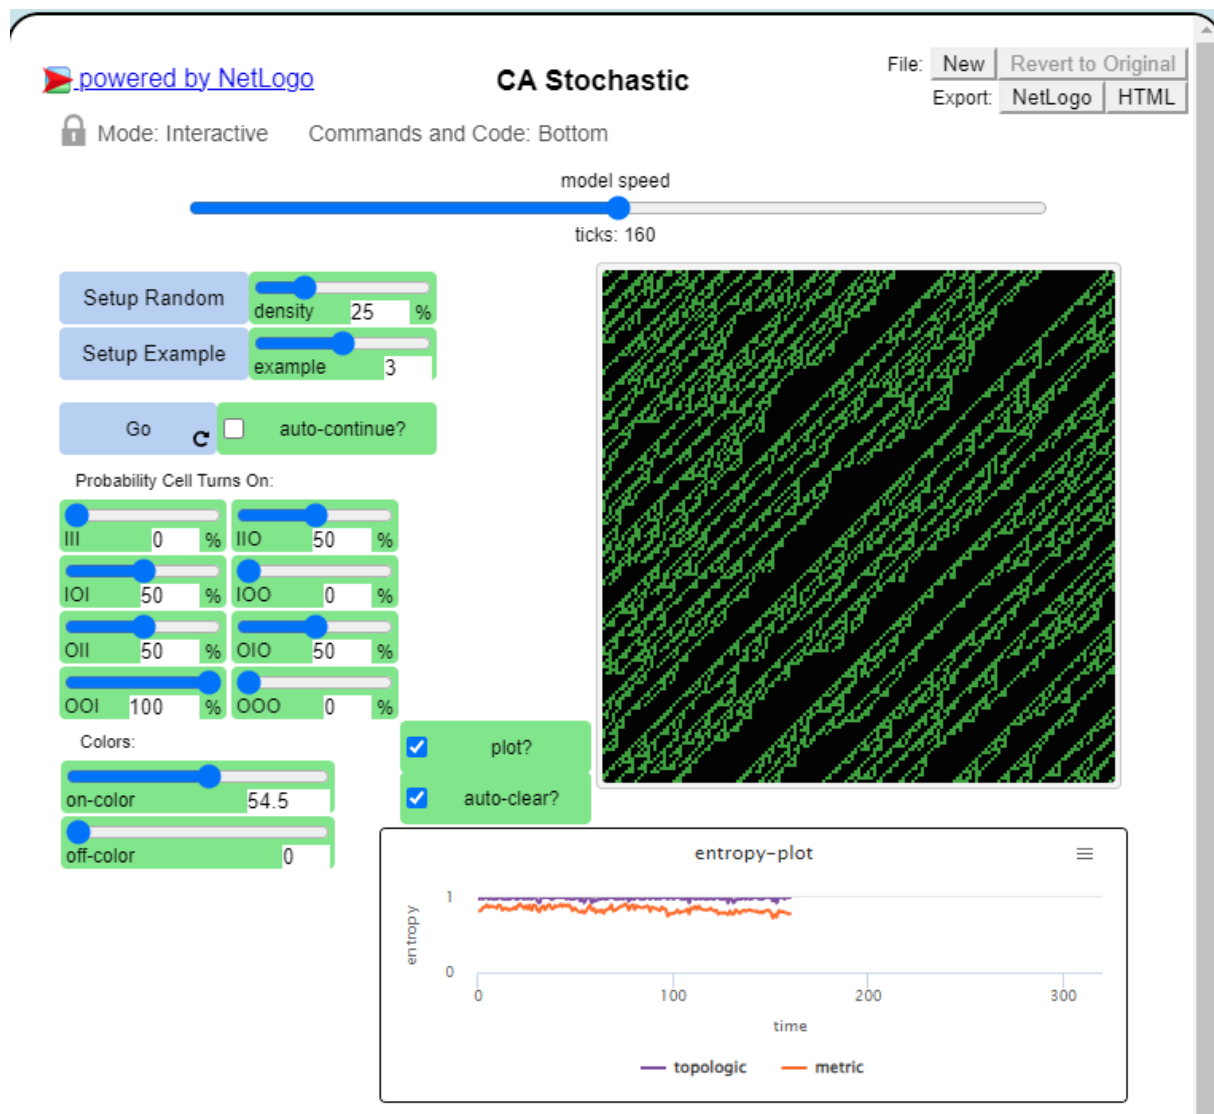 powered by NetLogo
CA Stochastic
File: New Revert to Original
Export: NetLogo HTML
Mode: Interactive Commands and Code: Bottom
model speed
ticks: 160
Setup Random
density 25 %
Setup Example
example 3
Go
auto-continue?
Probability Cell Turns On:
III 0 % IIO 50 %
IOI 50 % IOO 0 %
OII 50 % OIO 50 %
OOI 100 % OOO 0 %
Colors:
on-color 54.5
off-color 0
plot?
auto-clear?
entropy-plot
entropy
1
0
0 100 200 300
time
topologic metric